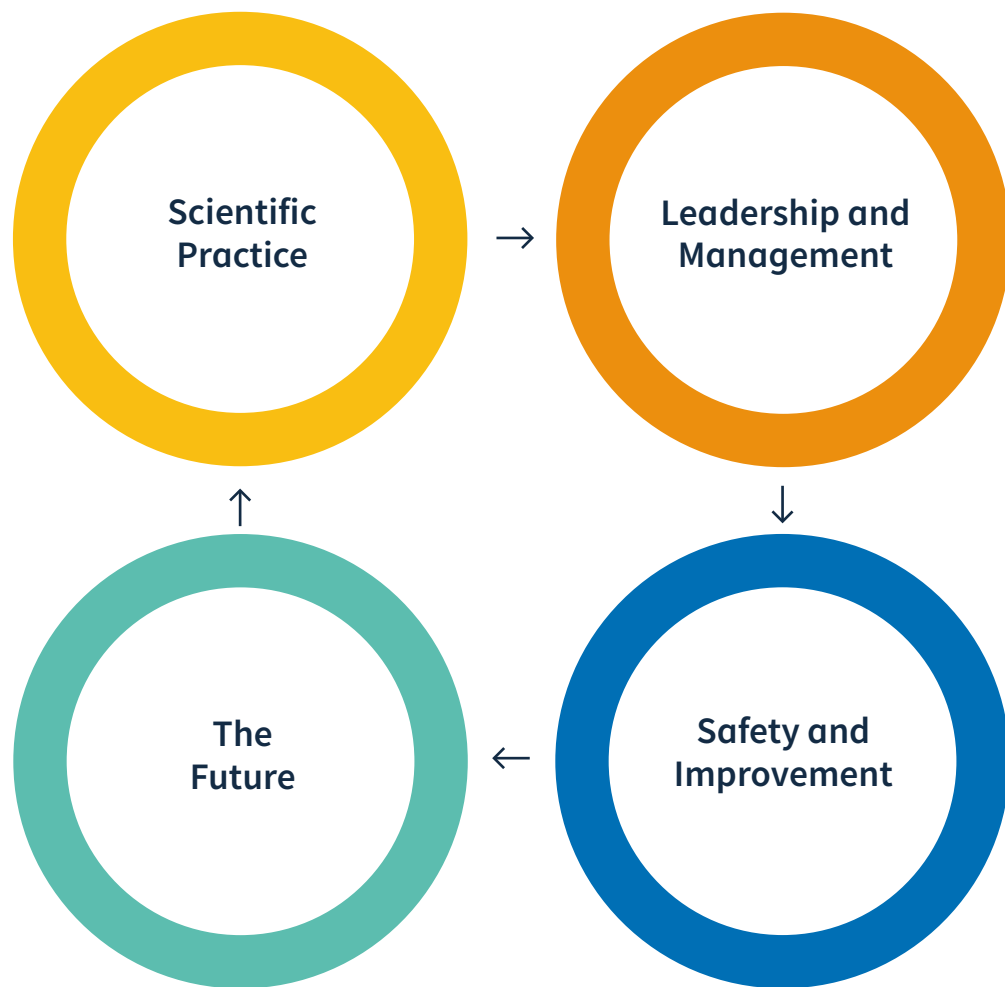 Scientific
Practice
Leadership and
Management
The
Future
Safety and
Improvement